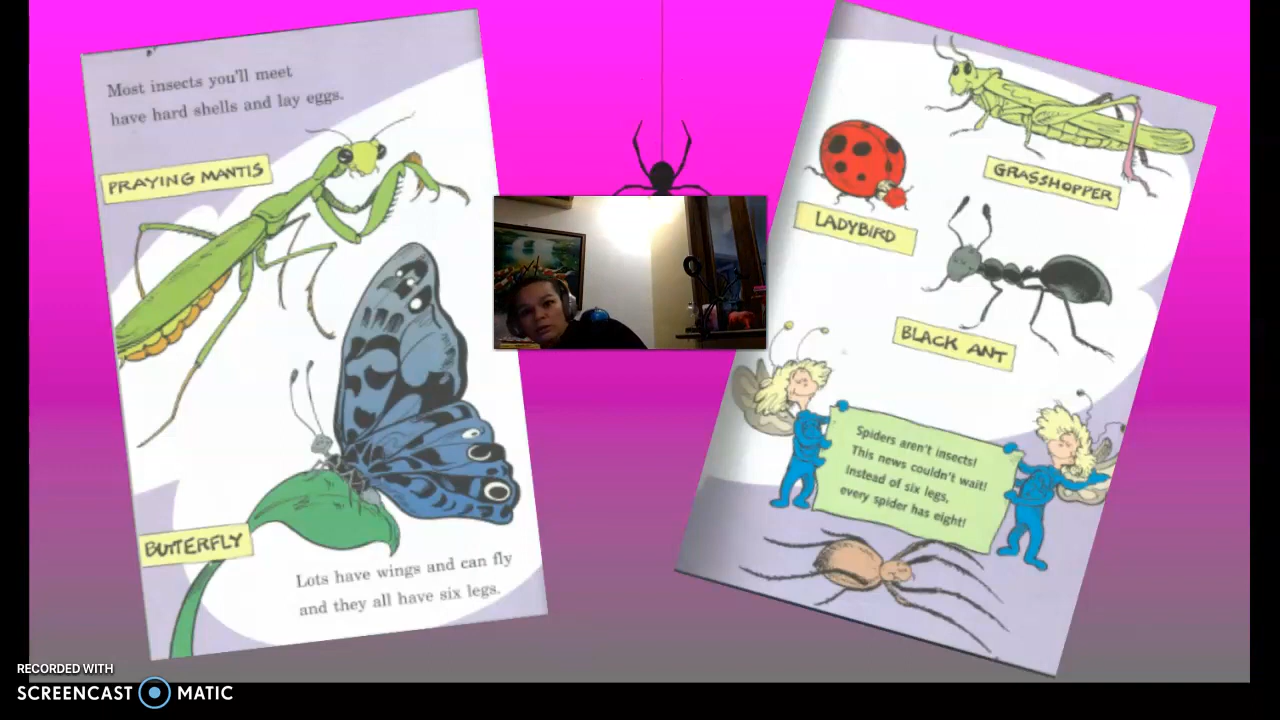 Most insects you'll meet
have hard shells and lay eggs.
PRAYING MANTIS
BUTTERFLY
Lots have wings and can fly
and they all have six legs.
GRASSHOPPER
LADYBIRD
BLACK ANT
Spiders aren't insects!
This news couldn't wait!
Instead of six legs,
every spider has eight!
RECORDED WITH
SCREENCAST MATIC